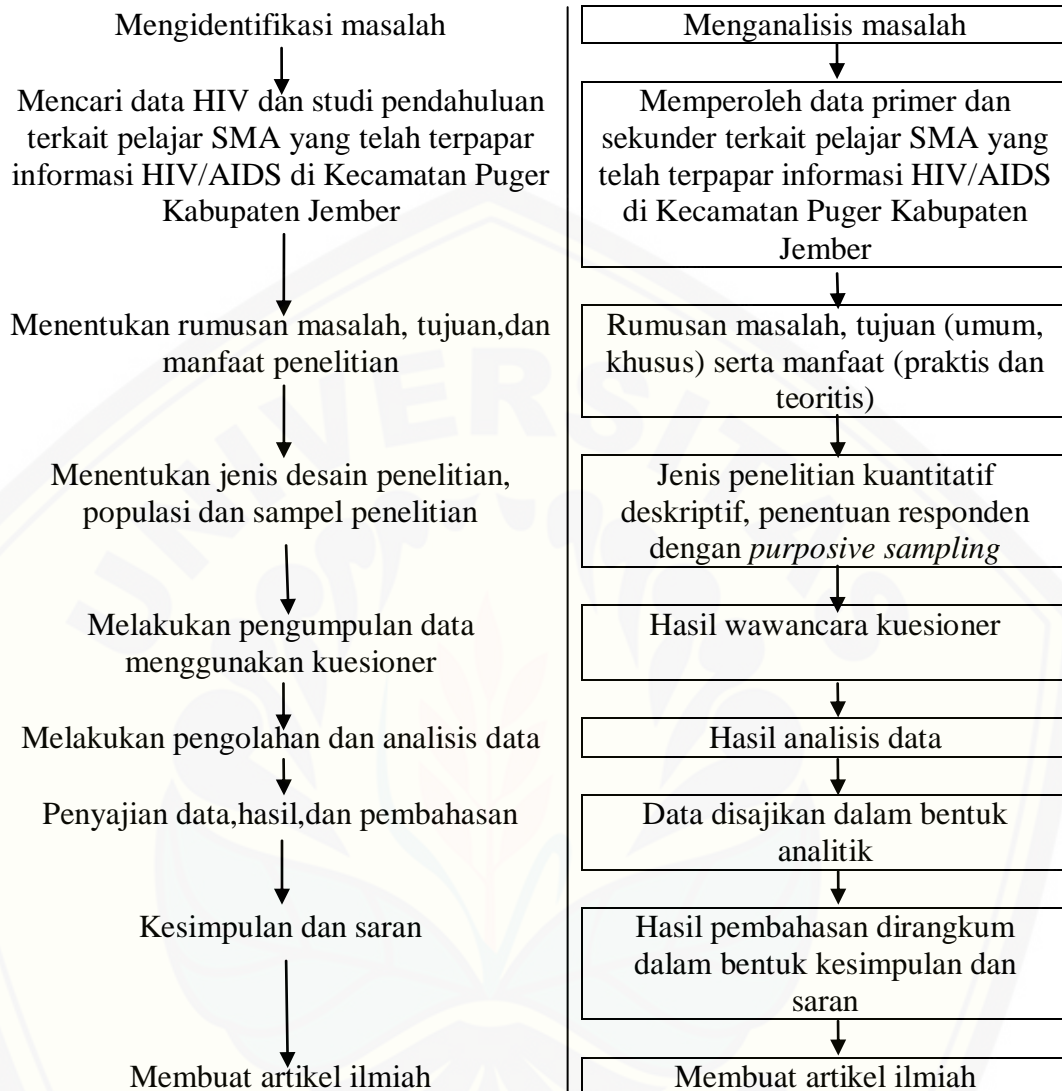 Mengidentifikasi masalah
Mencari data HIV dan studi pendahuluan
terkait pelajar SMA yang telah terpapar
informasi HIV/AIDS di Kecamatan Puger
Kabupaten Jember
Menentukan rumusan masalah, tujuan,dan
manfaat penelitian
Menentukan jenis desain penelitian,
populasi dan sampel penelitian
Melakukan pengumpulan data
menggunakan kuesioner
Melakukan pengolahan dan analisis data
Penyajian data,hasil,dan pembahasan
Kesimpulan dan saran
Membuat artikel ilmiah
Menganalisis masalah
Memperoleh data primer dan
sekunder terkait pelajar SMA yang
telah terpapar informasi HIV/AIDS
di Kecamatan Puger Kabupaten
Jember
Rumusan masalah, tujuan (umum,
khusus) serta manfaat (praktis dan
teoritis)
Jenis penelitian kuantitatif
deskriptif, penentuan responden
dengan purposive sampling
Hasil wawancara kuesioner
Hasil analisis data
Data disajikan dalam bentuk
analitik
Hasil pembahasan dirangkum
dalam bentuk kesimpulan dan
saran
Membuat artikel ilmiah
UNIVERSITAS